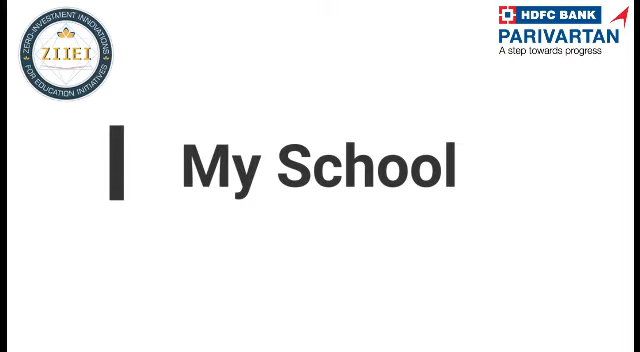 ZERO-INVESTMENT INNOVATIONS
ZIIEI
FOR EDUCATION INITIATIVES
HDFC BANK
PARIVARTAN
A step towards progress
My School